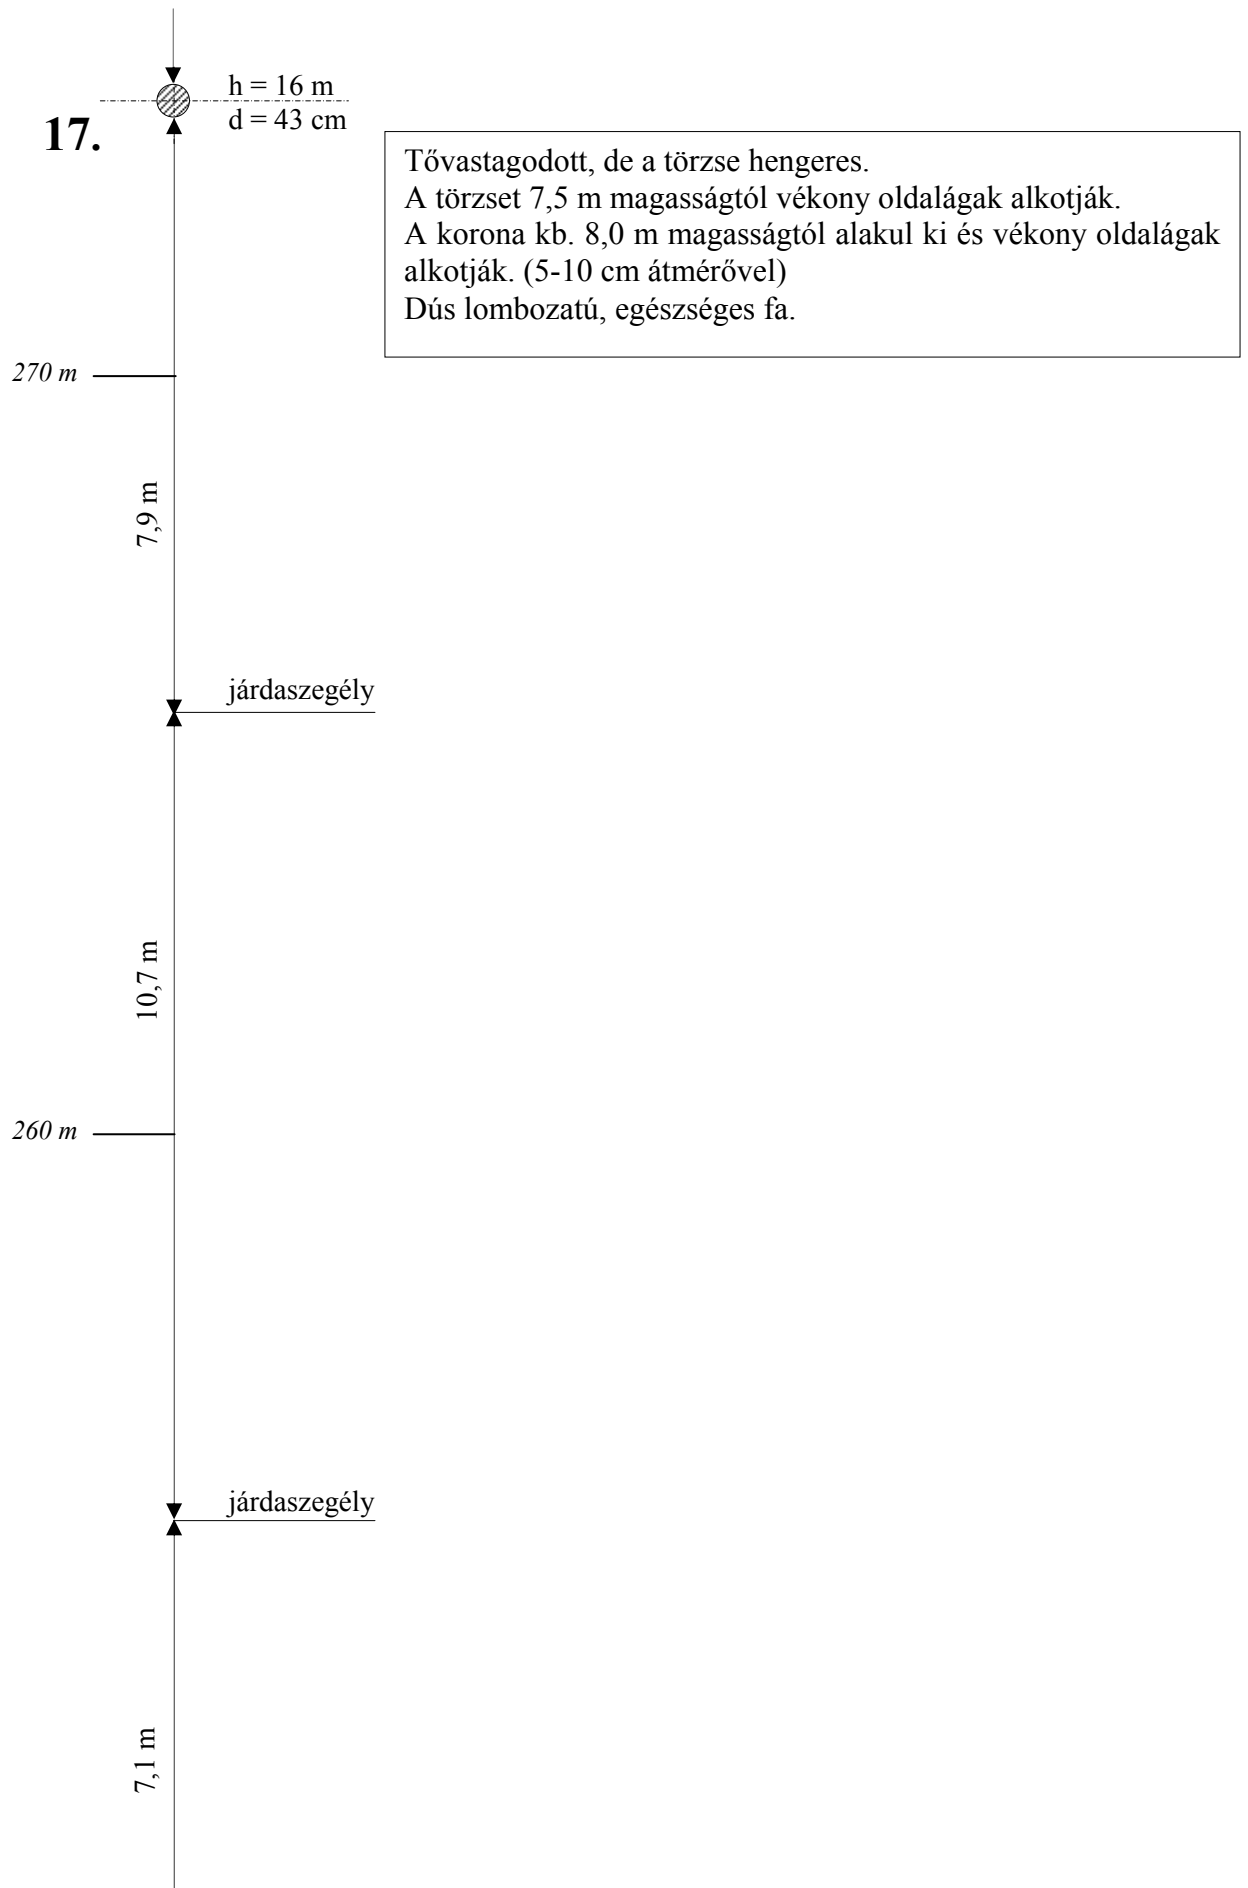 h = 16 m
d = 43 cm
17.
Tővastagodott, de a törzse hengeres.
A törzset 7,5 m magasságtól vékony oldalágak alkotják.
A korona kb. 8,0 m magasságtól alakul ki és vékony oldalágak
alkotják. (5-10 cm átmérővel)
Dús lombozatú, egészséges fa.
270 m
7,9 m
járdaszegély
10,7 m
260 m
járdaszegély
7,1 m